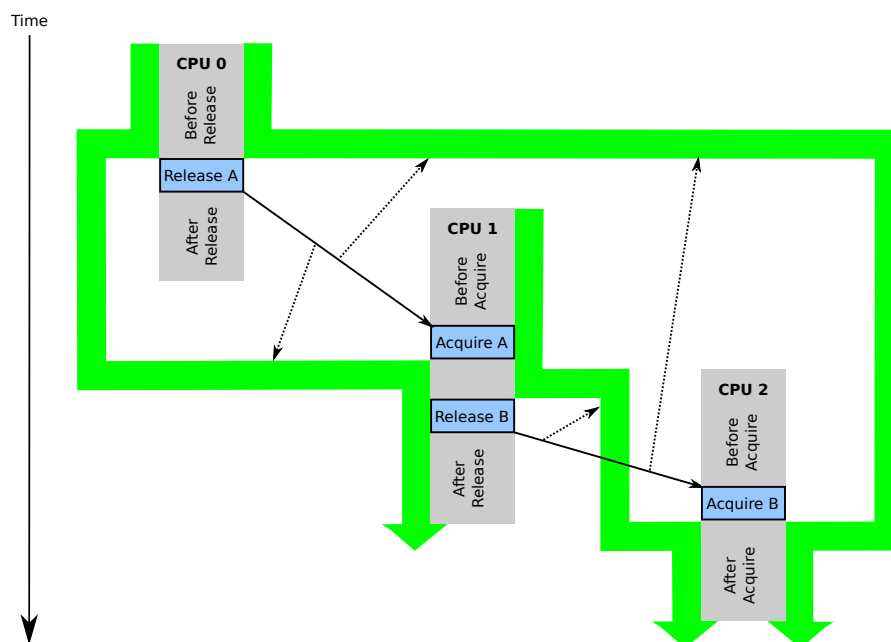 Time
CPU 0
Before
Release
Release A
After
Release
CPU 1
Before
Acquire
Acquire A
Release B
After
Release
CPU 2
Before
Acquire
Acquire B
After
Acquire